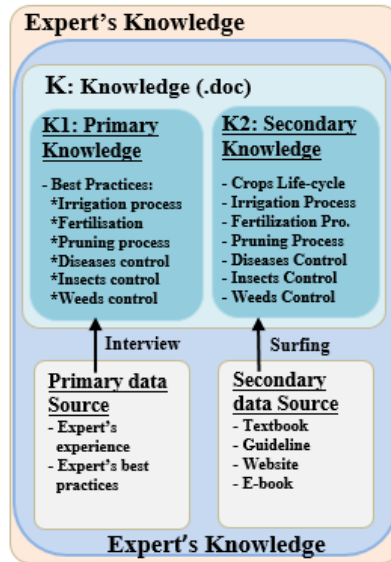 Expert's Knowledge
K: Knowledge (.doc)
K1: Primary
Knowledge
- Best Practices:
*Irrigation process
*Fertilisation
*Pruning process
*Diseases control
*Insects control
*Weeds control
K2: Secondary
Knowledge
- Crops Life-cycle
- Irrigation Process
- Fertilization Pro.
- Pruning Process
- Diseases Control
- Insects Control
- Weeds Control
Interview
Surfing
Primary data
Source
- Expert's
experience
- Expert's best
practices
Secondary
data Source
- Textbook
- Guideline
- Website
- E-book
Expert's Knowledge